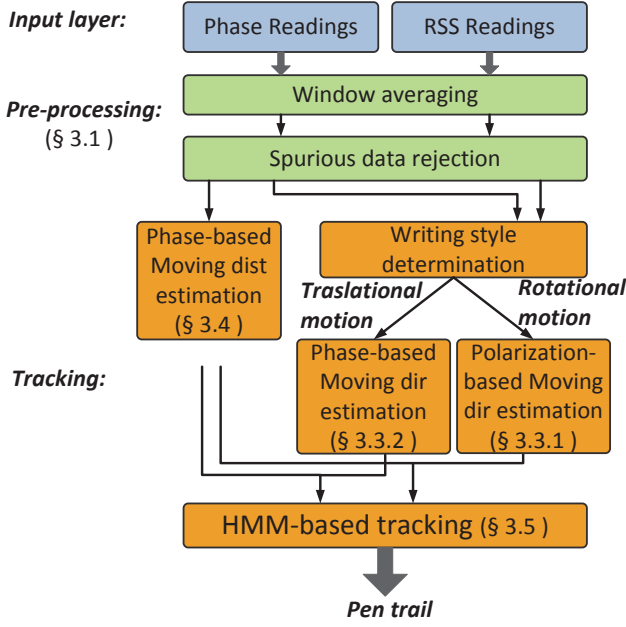 Input layer:
Phase Readings
RSS Readings
Pre-processing:
(§ 3.1 )
Window averaging
Spurious data rejection
Phase-based
Moving dist
estimation
(§ 3.4 )
Writing style
determination
Traslational
motion
Rotational
motion
Tracking:
Phase-based
Moving dir
estimation
(§ 3.3.2 )
Polarization-
based Moving
dir estimation
(§ 3.3.1 )
HMM-based tracking (§ 3.5 )
Pen trail